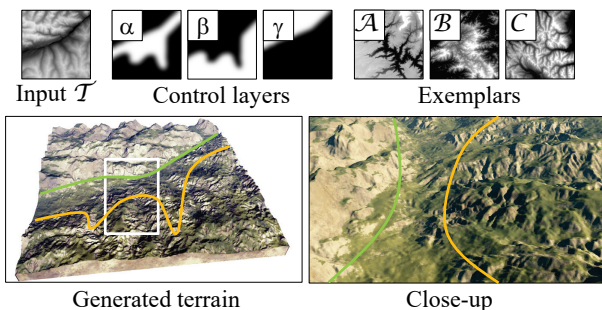 α β γ 𝒜 ℬ 𝒞
Input 𝒯 Control layers Exemplars
Generated terrain Close-up